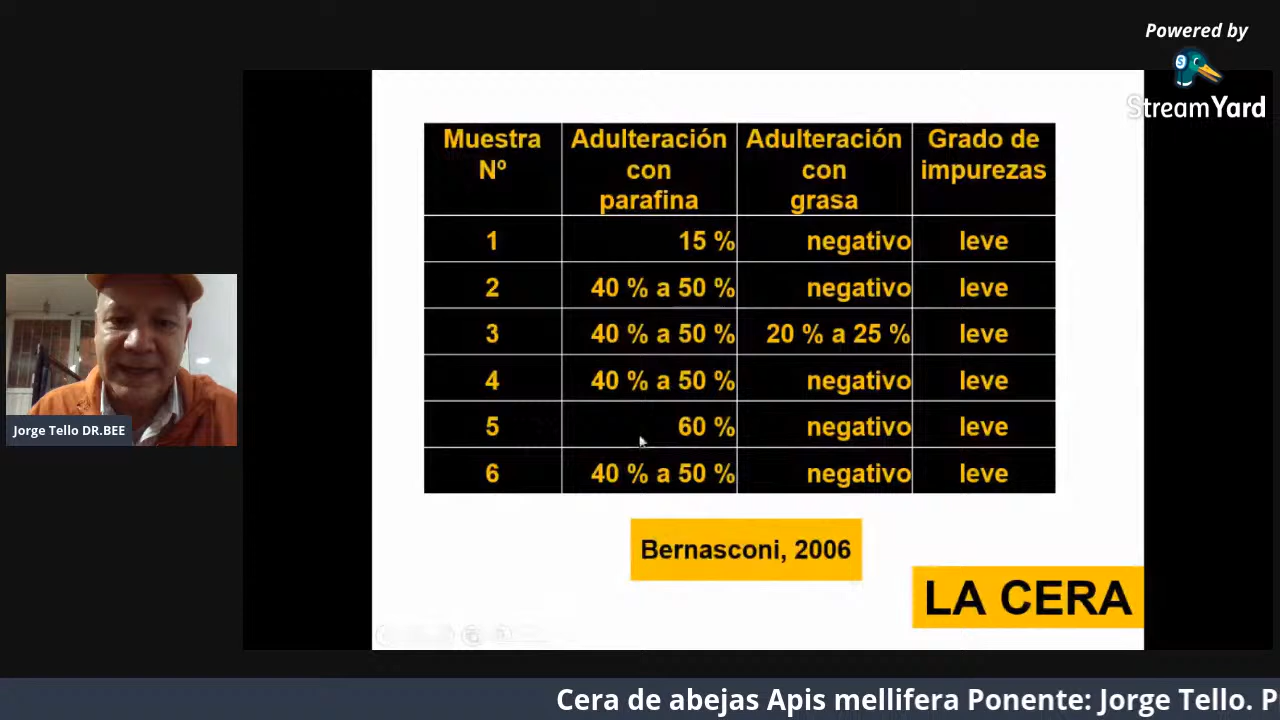 Powered by
StreamYard
Muestra Nº Adulteración con parafina Adulteración con grasa Grado de impurezas
1 15 % negativo leve
2 40 % a 50 % negativo leve
3 40 % a 50 % 20 % a 25 % leve
4 40 % a 50 % negativo leve
5 60 % negativo leve
6 40 % a 50 % negativo leve
Jorge Tello DR.BEE
Bernasconi, 2006
LA CERA
Cera de abejas Apis mellifera Ponente: Jorge Tello. P